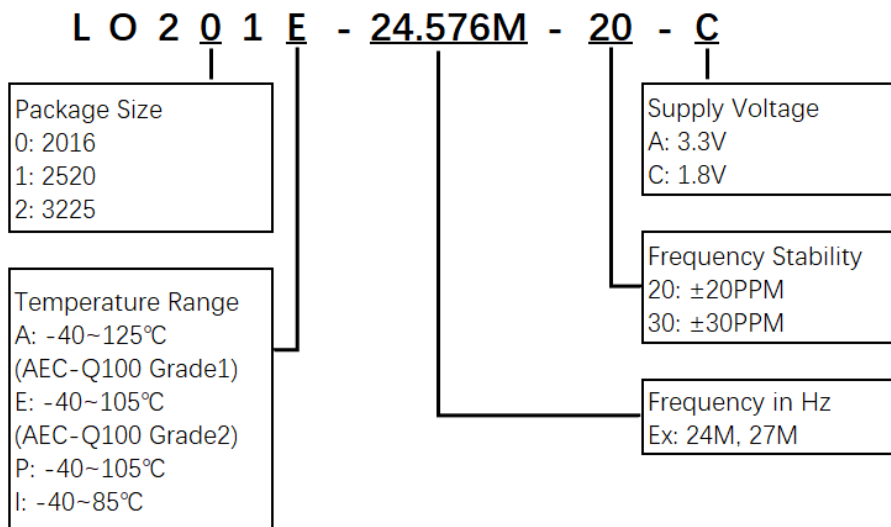 L O 2 0 1 E - 24.576M - 20 - C
Package Size
0: 2016
1: 2520
2: 3225
Temperature Range
A: -40~125℃
(AEC-Q100 Grade1)
E: -40~105℃
(AEC-Q100 Grade2)
P: -40~105℃
I: -40~85℃
Supply Voltage
A: 3.3V
C: 1.8V
Frequency Stability
20: ±20PPM
30: ±30PPM
Frequency in Hz
Ex: 24M, 27M